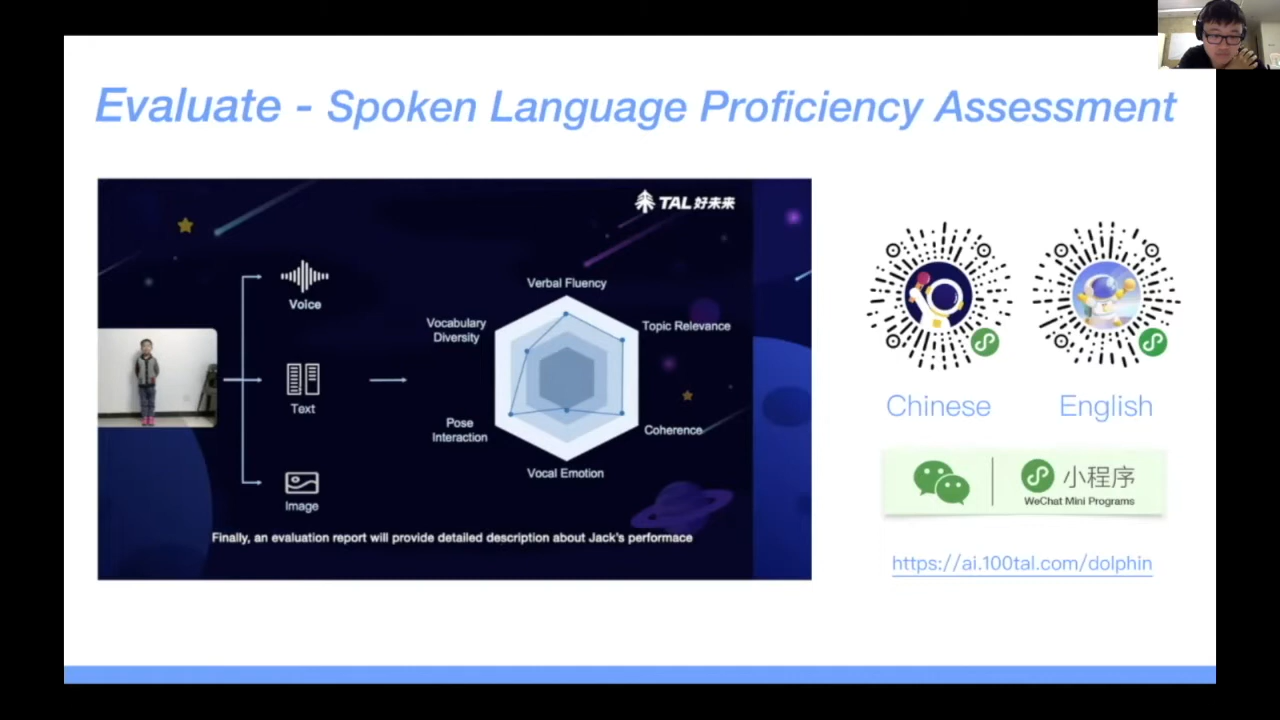 Evaluate - Spoken Language Proficiency Assessment
TAL 好未来
Voice
Text
Image
Verbal Fluency
Vocabulary
Diversity
Topic Relevance
Pose
Interaction
Coherence
Vocal Emotion
Finally, an evaluation report will provide detailed description about Jack's performace
Chinese
English
小程序
WeChat Mini Programs
https://ai.100tal.com/dolphin